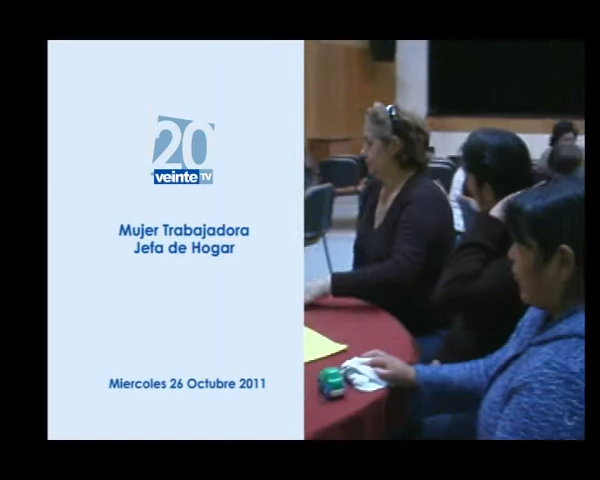 20
veinte TV
Mujer Trabajadora
Jefa de Hogar
Miercoles 26 Octubre 2011